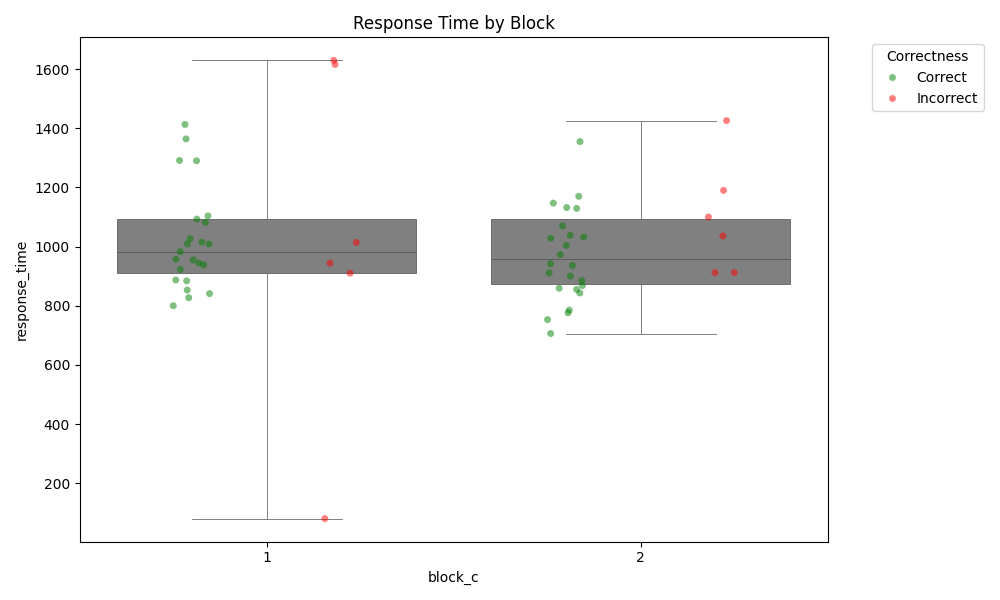 Response Time by Block
Correctness
Correct
Incorrect
response_time
1600
1400
1200
1000
800
600
400
200
1
2
block_c